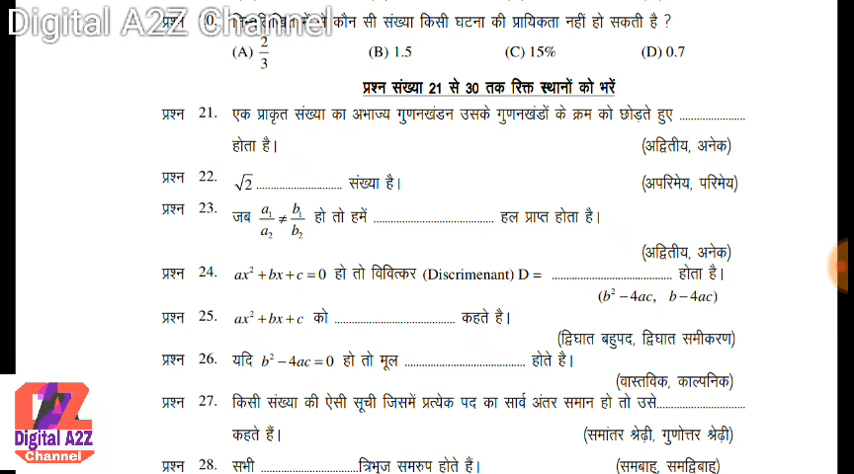 Digital A2Z Channel
प्रश्न 20. निम्नलिखित में से कौन सी संख्या किसी घटना की प्रायिकता नहीं हो सकती है ?
(A) 2/3 (B) 1.5 (C) 15% (D) 0.7
प्रश्न संख्या 21 से 30 तक रिक्त स्थानों को भरें
प्रश्न 21. एक प्राकृत संख्या का अभाज्य गुणनखंडन उसके गुणनखंडों के क्रम को छोड़ते हुए ......................
होता है। (अद्वितीय, अनेक)
प्रश्न 22. √2 ............................ संख्या है। (अपरिमेय, परिमेय)
प्रश्न 23. जब a₁/a₂ ≠ b₁/b₂ हो तो हमें ........................................ हल प्राप्त होता है।
(अद्वितीय, अनेक)
प्रश्न 24. ax² + bx + c = 0 हो तो विवित्कर (Discrimenant) D = ........................................ होता है।
(b² – 4ac, b – 4ac)
प्रश्न 25. ax² + bx + c को ........................................ कहते है।
(द्विघात बहुपद, द्विघात समीकरण)
प्रश्न 26. यदि b² – 4ac = 0 हो तो मूल ........................................ होते है।
(वास्तविक, काल्पनिक)
प्रश्न 27. किसी संख्या की ऐसी सूची जिसमें प्रत्येक पद का सार्व अंतर समान हो तो उसे..............................
कहते हैं। (समांतर श्रेढ़ी, गुणोत्तर श्रेढ़ी)
प्रश्न 28. सभी ................................त्रिभुज समरुप होते हैं। (समबाहु, समद्विबाहु)
Digital A2Z
Channel